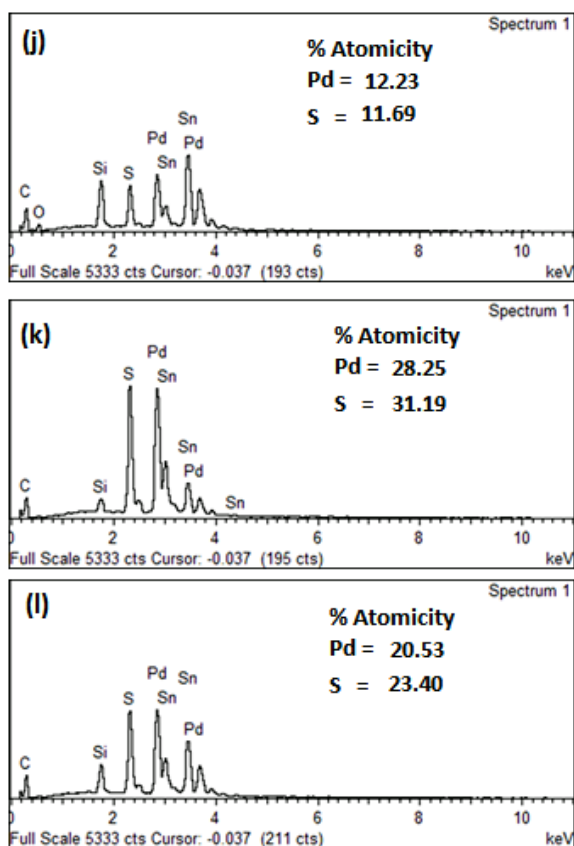 (j)
Spectrum 1
% Atomicity
Pd = 12.23
S = 11.69
Sn
Pd
Pd
Si
S
Sn
C
O
0 2 4 6 8 10
Full Scale 5333 cts Cursor: -0.037 (193 cts)
keV
(k)
Spectrum 1
% Atomicity
Pd = 28.25
S = 31.19
Pd
S
Sn
Sn
Pd
C
Si
Sn
0 2 4 6 8 10
Full Scale 5333 cts Cursor: -0.037 (195 cts)
keV
(l)
Spectrum 1
% Atomicity
Pd = 20.53
S = 23.40
Pd
Sn
S
Sn
Pd
Si
C
0 2 4 6 8 10
Full Scale 5333 cts Cursor: -0.037 (211 cts)
keV